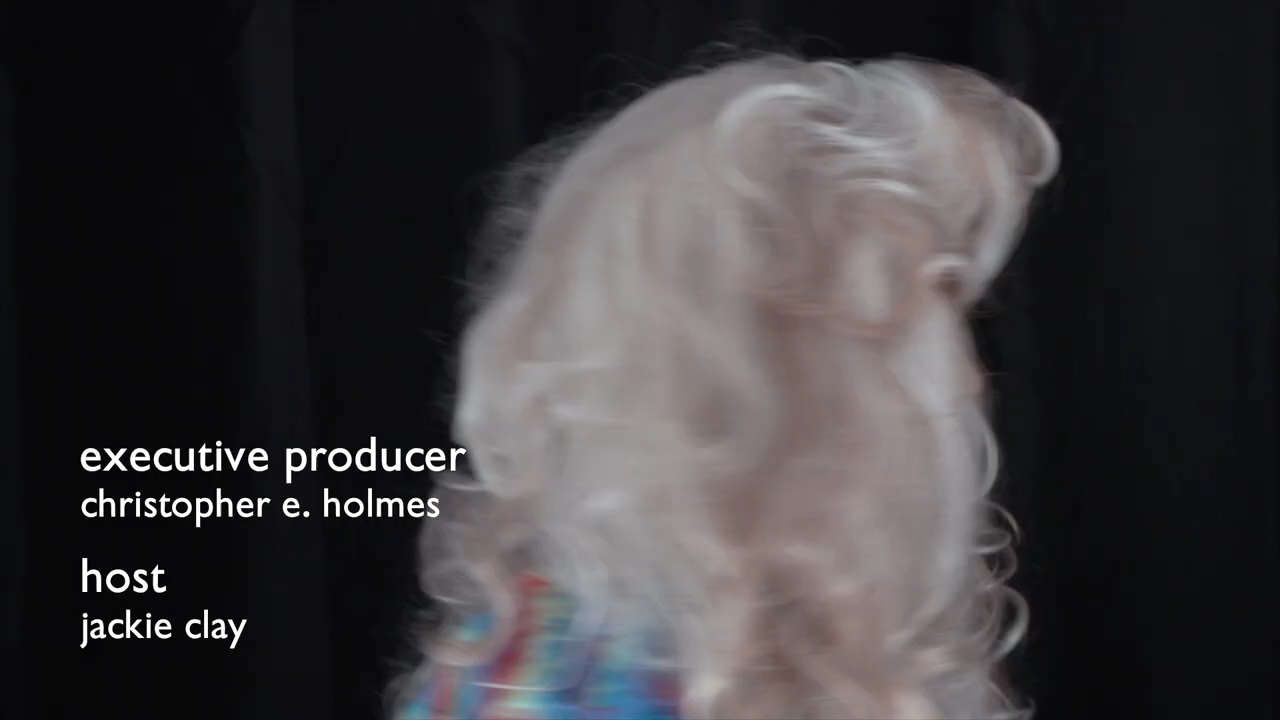 executive producer
christopher e. holmes
host
jackie clay